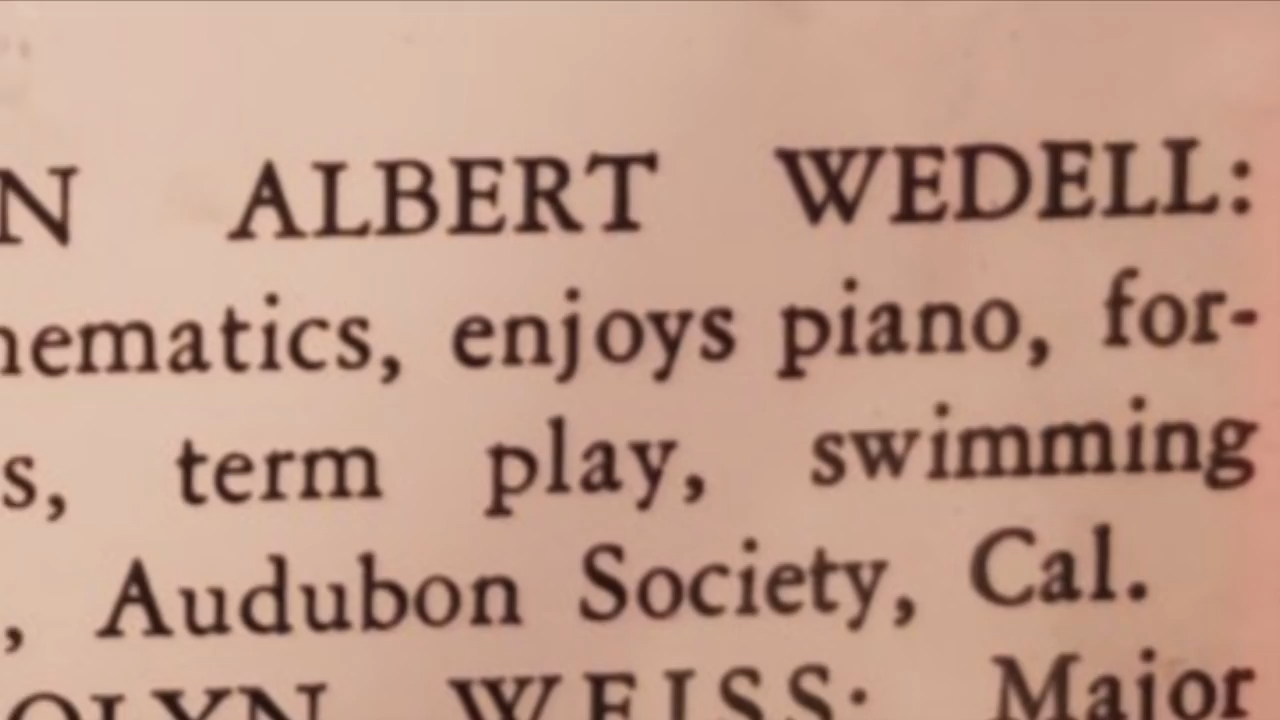 N ALBERT WEDELL:
hematics, enjoys piano, for-
s, term play, swimming
, Audubon Society, Cal.
OLYN WEISS: Major